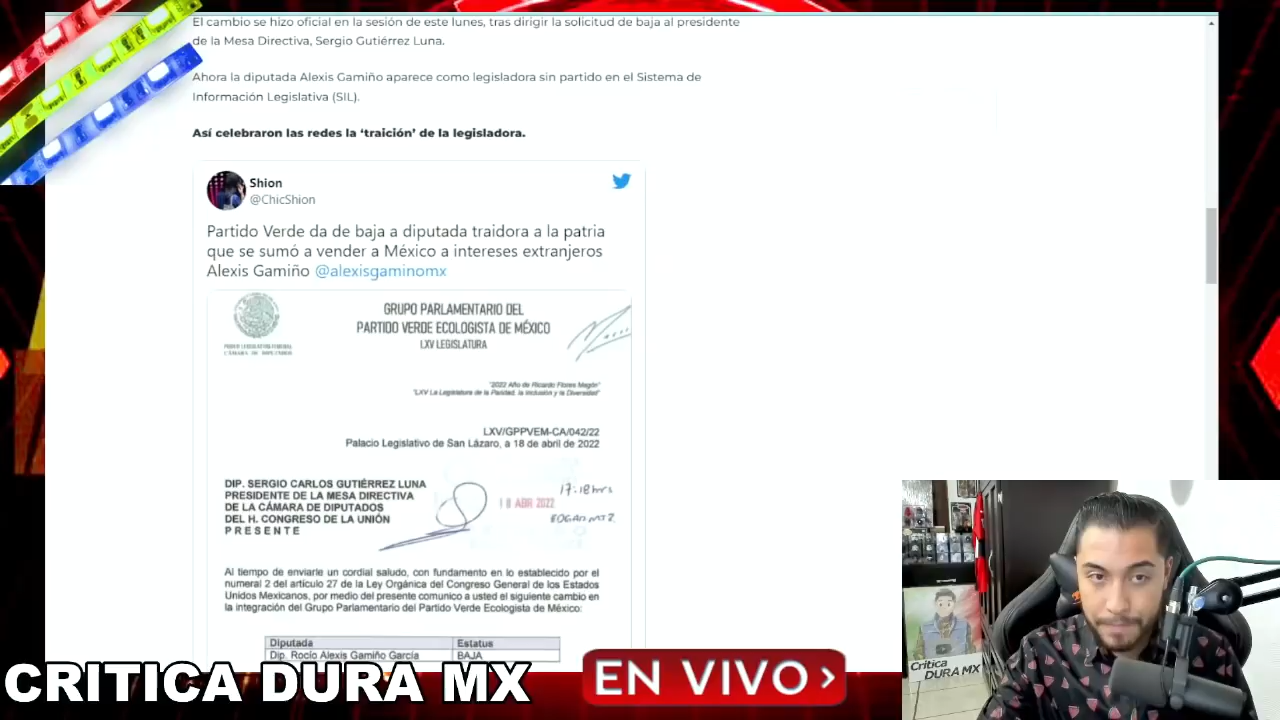 El cambio se hizo oficial en la sesión de este lunes, tras dirigir la solicitud de baja al presidente
de la Mesa Directiva, Sergio Gutiérrez Luna.
Ahora la diputada Alexis Gamiño aparece como legisladora sin partido en el Sistema de
Información Legislativa (SIL).
Así celebraron las redes la ‘traición’ de la legisladora.
Shion
@ChicShion
Partido Verde da de baja a diputada traidora a la patria
que se sumó a vender a México a intereses extranjeros
Alexis Gamiño @alexisgaminomx
GRUPO PARLAMENTARIO DEL
PARTIDO VERDE ECOLOGISTA DE MÉXICO
LXV LEGISLATURA
"2022 Año de Ricardo Flores Magón"
"LXV La Legislatura de la Paridad, la Inclusión y la Diversidad"
LXV/GPPVEM-CA/042/22
Palacio Legislativo de San Lázaro, a 18 de abril de 2022
DIP. SERGIO CARLOS GUTIÉRREZ LUNA
PRESIDENTE DE LA MESA DIRECTIVA
DE LA CÁMARA DE DIPUTADOS
DEL H. CONGRESO DE LA UNIÓN
P R E S E N T E
17:18hrs
18 ABR 2022
Al tiempo de enviarle un cordial saludo, con fundamento en lo establecido por el
numeral 2 del artículo 27 de la Ley Orgánica del Congreso General de los Estados
Unidos Mexicanos, por medio del presente comunico a usted el siguiente cambio en
la integración del Grupo Parlamentario del Partido Verde Ecologista de México:
Diputada Estatus
Dip. Rocío Alexis Gamiño García BAJA
CRITICA DURA MX
EN VIVO
Critica
DURA MX